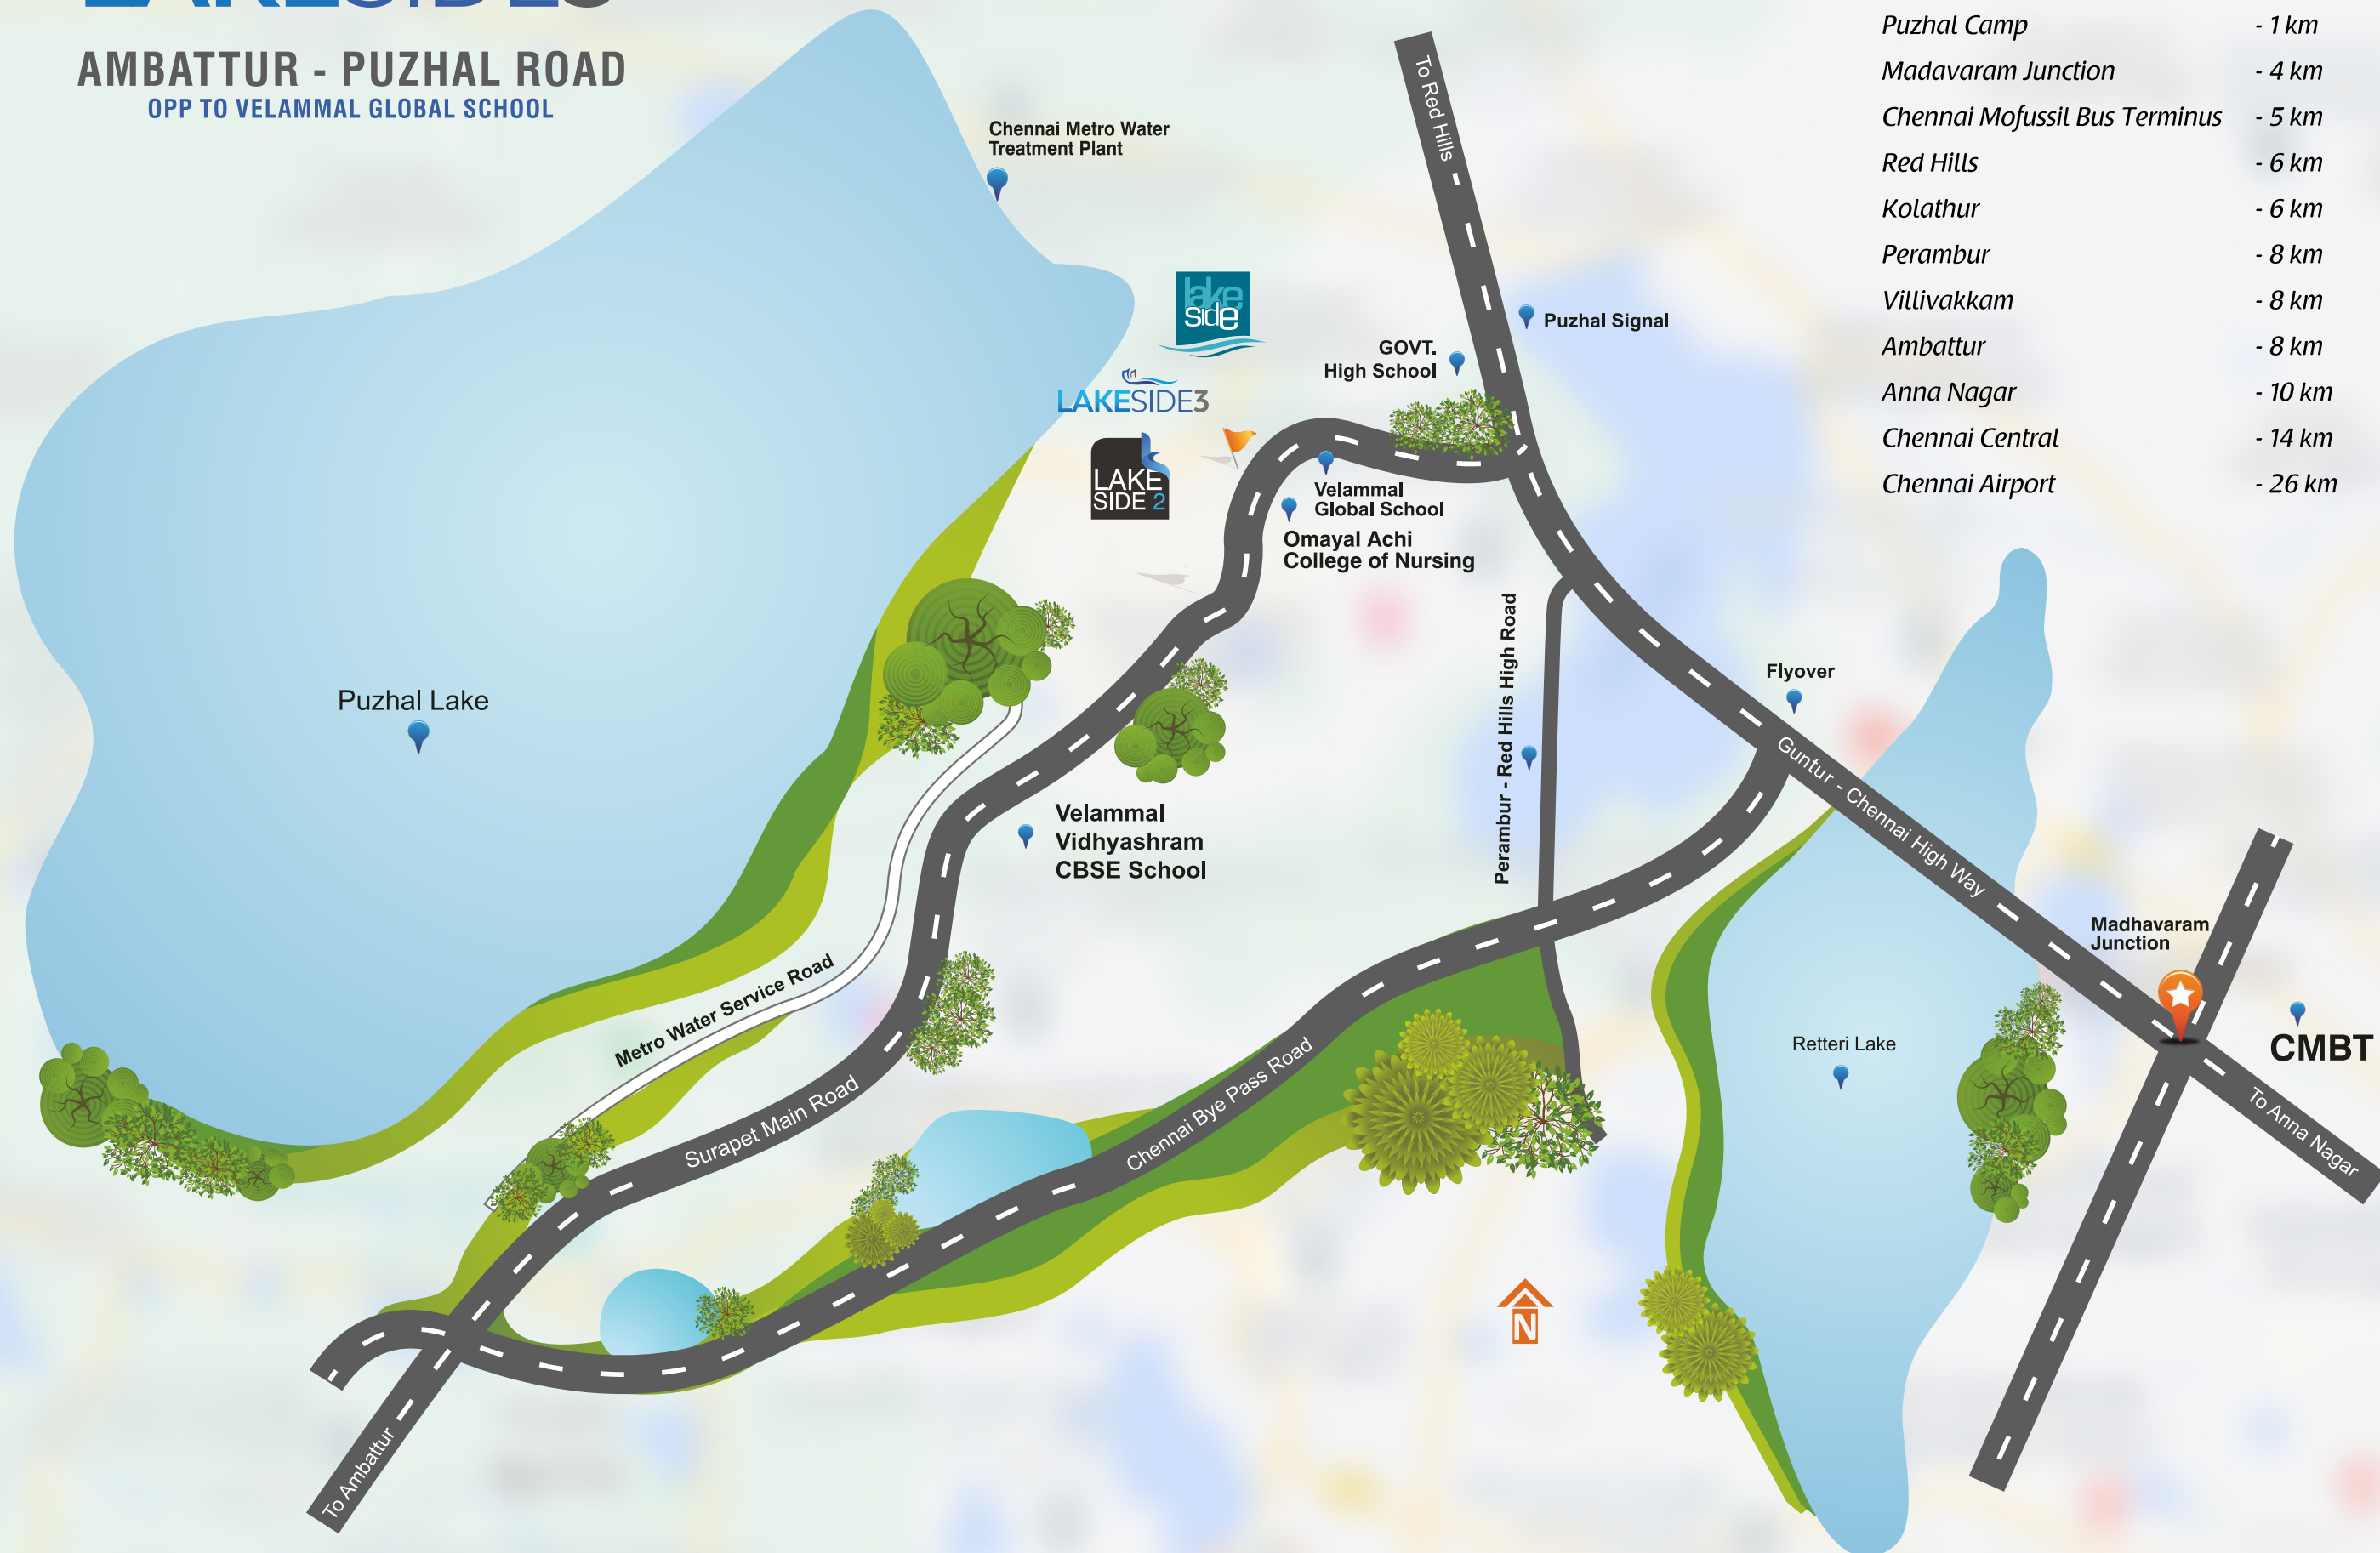 LAKESIDE3
AMBATTUR - PUZHAL ROAD
OPP TO VELAMMAL GLOBAL SCHOOL
Puzhal Camp - 1 km
Madavaram Junction - 4 km
Chennai Mofussil Bus Terminus - 5 km
Red Hills - 6 km
Kolathur - 6 km
Perambur - 8 km
Villivakkam - 8 km
Ambattur - 8 km
Anna Nagar - 10 km
Chennai Central - 14 km
Chennai Airport - 26 km
Chennai Metro Water
Treatment Plant
To Red Hills
lake
side
Puzhal Signal
GOVT.
High School
LAKESIDE3
LAKE
SIDE 2
Velammal
Global School
Omayal Achi
College of Nursing
Perambur - Red Hills High Road
Flyover
Puzhal Lake
Guntur - Chennai High Way
Velammal
Vidhyashram
CBSE School
Madhavaram
Junction
Metro Water Service Road
CMBT
Retteri Lake
Surapet Main Road
Chennai Bye Pass Road
To Anna Nagar
N
To Ambattur